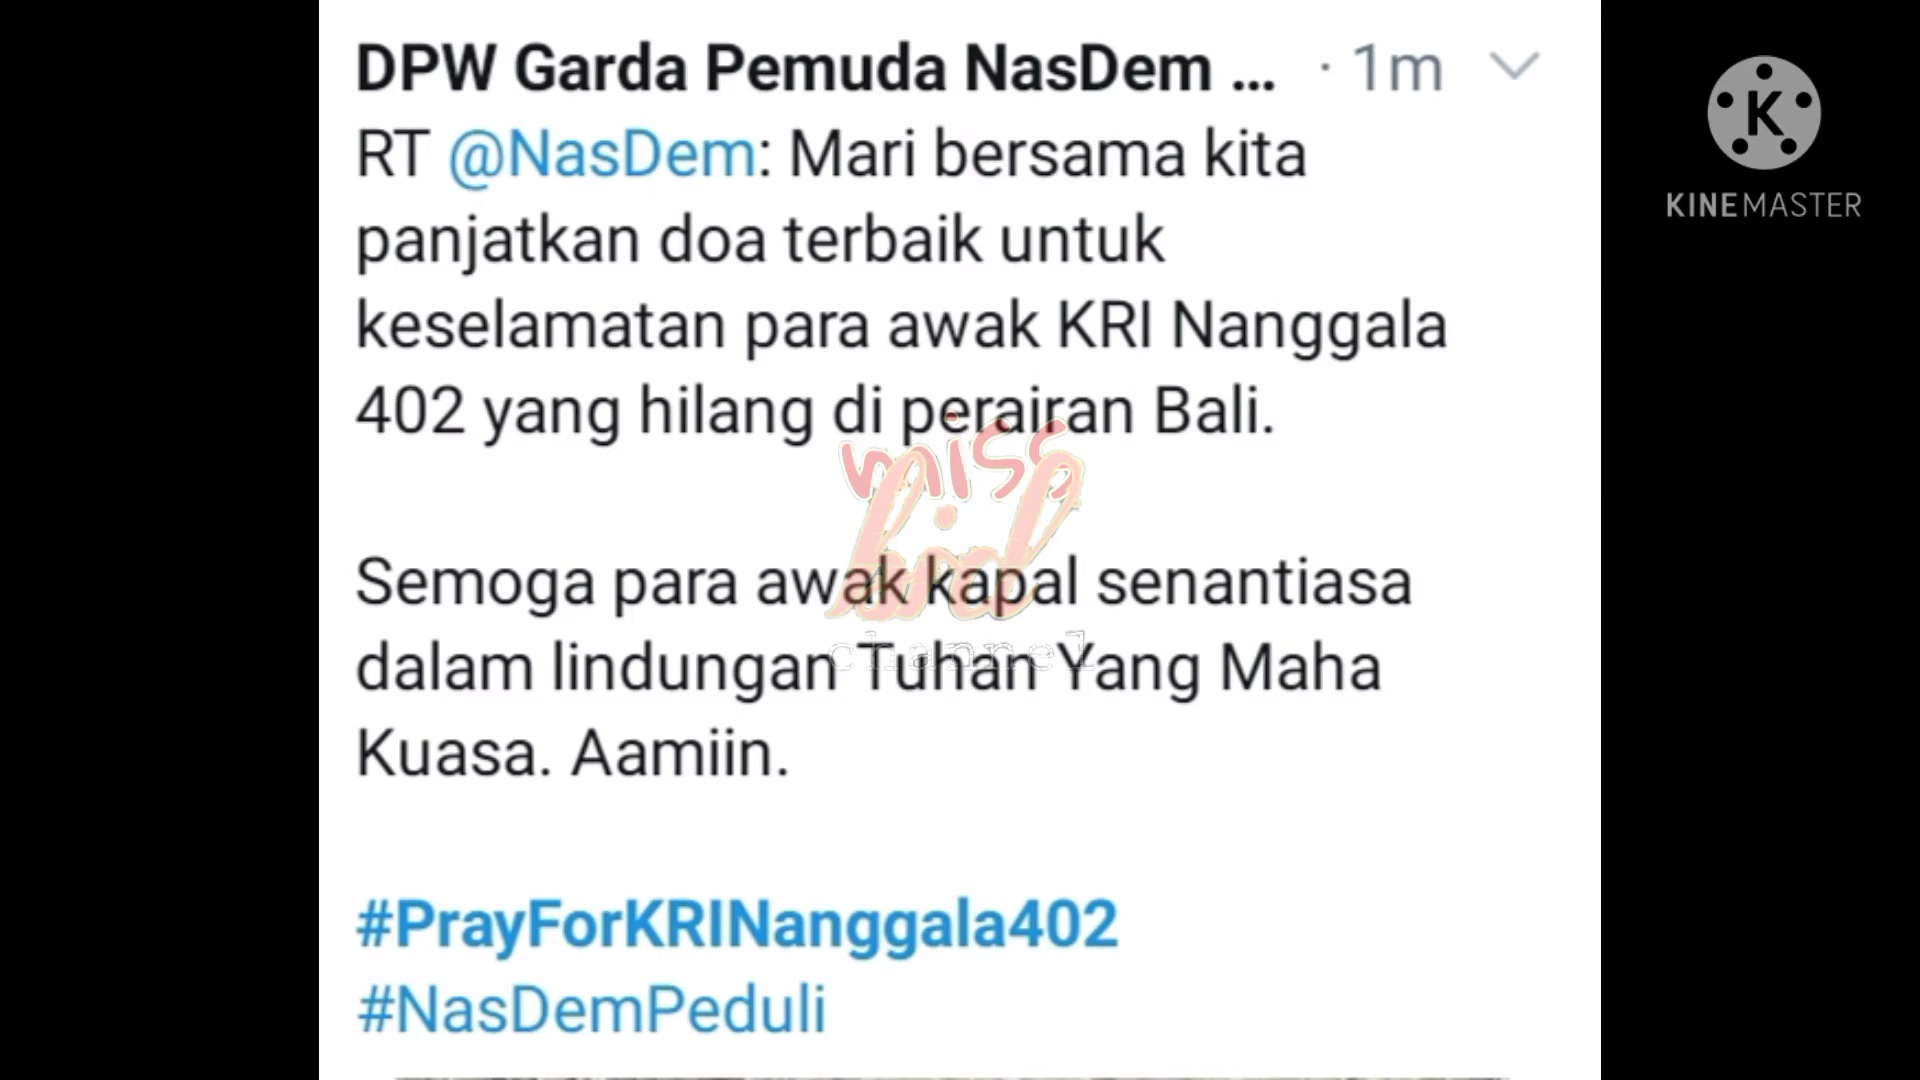 DPW Garda Pemuda NasDem ... · 1m
RT @NasDem: Mari bersama kita
panjatkan doa terbaik untuk
keselamatan para awak KRI Nanggala
402 yang hilang di perairan Bali.
Semoga para awak kapal senantiasa
dalam lindungan Tuhan Yang Maha
Kuasa. Aamiin.
#PrayForKRINanggala402
#NasDemPeduli
miss
channel
K
KINEMASTER